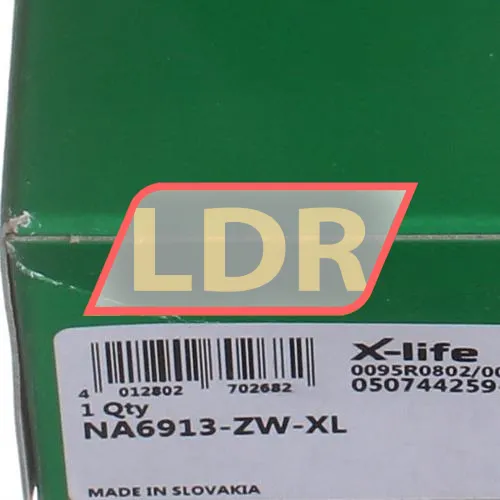 LDR
X-life
0095R0802/00
050744259
4 012802 702682
1 Qty
NA6913-ZW-XL
MADE IN SLOVAKIA